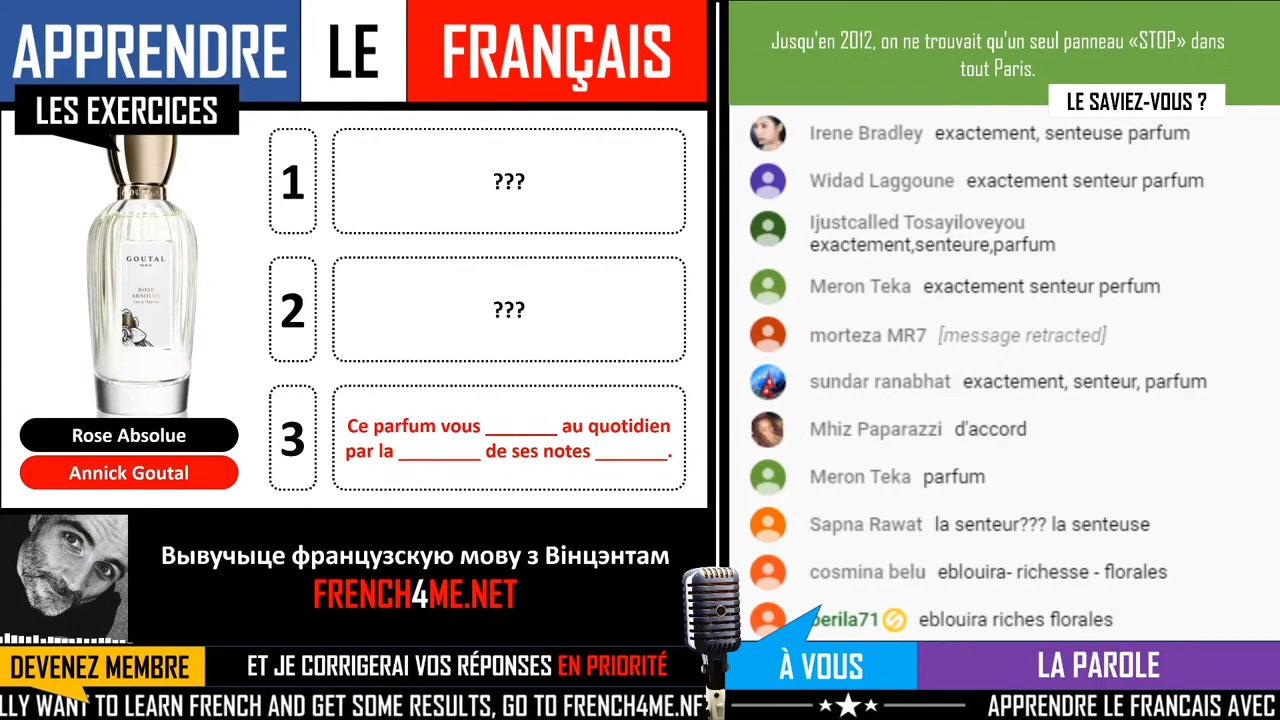 APPRENDRE LE FRANÇAIS
LES EXERCICES
GOUTAL
GOUTAL
PARIS
ROSE
ABSOLUE
Rose Absolue
Annick Goutal
1
???
2
???
3
Ce parfum vous _______ au quotidien
par la ________ de ses notes _______.
Вывучыце французскую мову з Вінцэнтам
FRENCH4ME.NET
DEVENEZ MEMBRE
ET JE CORRIGERAI VOS RÉPONSES EN PRIORITÉ
LY WANT TO LEARN FRENCH AND GET SOME RESULTS, GO TO FRENCH4ME.NE
Jusqu'en 2012, on ne trouvait qu'un seul panneau «STOP» dans
tout Paris.
LE SAVIEZ-VOUS ?
Irene Bradley exactement, senteuse parfum
Widad Laggoune exactement senteur parfum
Ijustcalled Tosayiloveyou
exactement,senteure,parfum
Meron Teka exactement senteur perfum
morteza MR7 [message retracted]
sundar ranabhat exactement, senteur, parfum
Mhiz Paparazzi d'accord
Meron Teka parfum
Sapna Rawat la senteur??? la senteuse
cosmina belu eblouira- richesse - florales
perila71 eblouira riches florales
À VOUS
LA PAROLE
APPRENDRE LE FRANCAIS AVEC